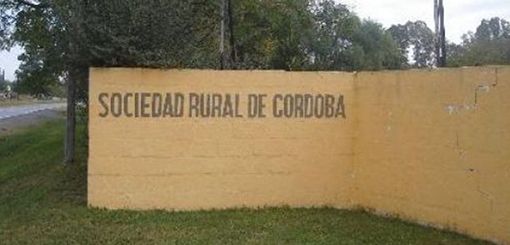 SOCIEDAD RURAL DE CORDOBA